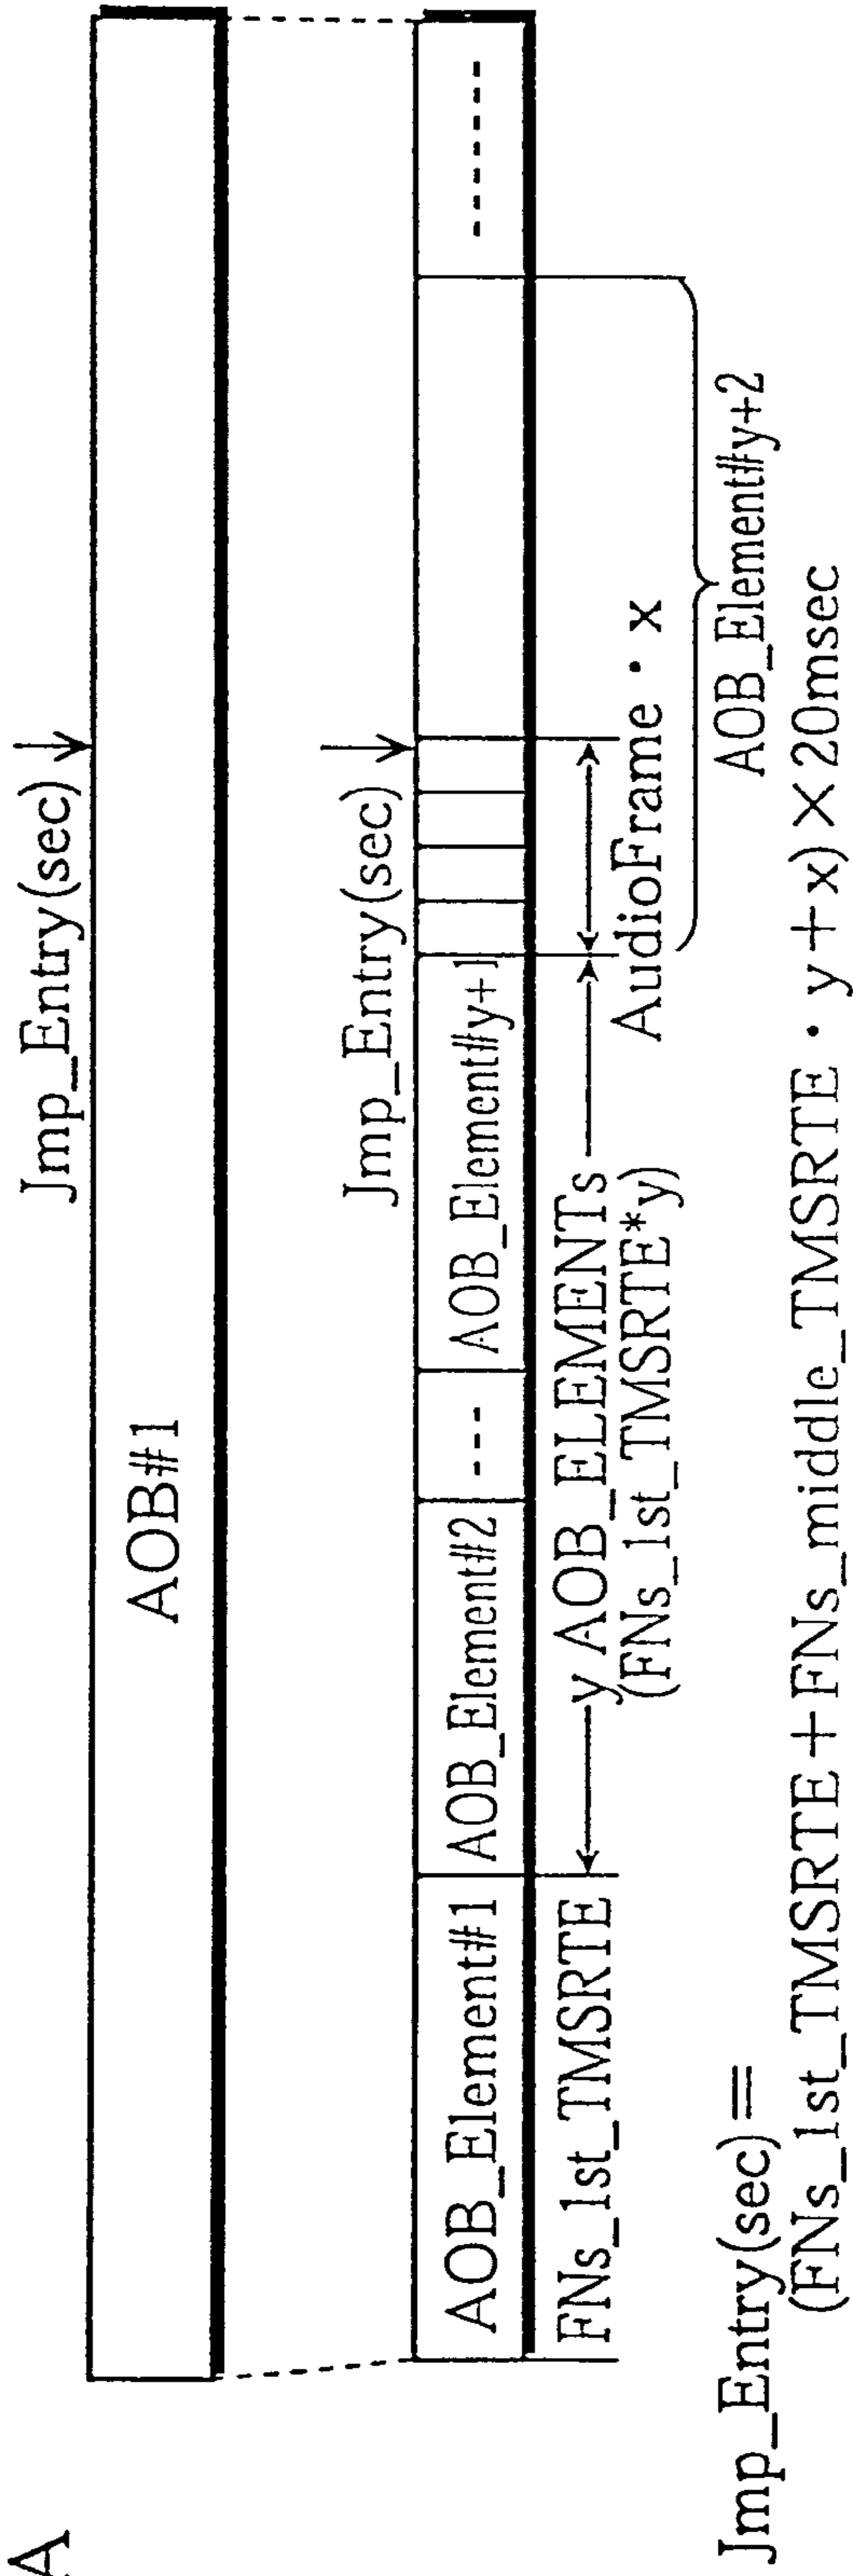 A
Jmp_Entry(sec)
AOB#1
Jmp_Entry(sec)
AOB_Element#1
AOB_Element#2
---
AOB_Element#y+1
------
FNs_1st_TMSRTE
y AOB_ELEMENTs
(FNs_1st_TMSRTE*y)
AudioFrame・x
AOB_Element#y+2
Jmp_Entry(sec)=
(FNs_1st_TMSRTE+FNs_middle_TMSRTE・y+x)×20msec